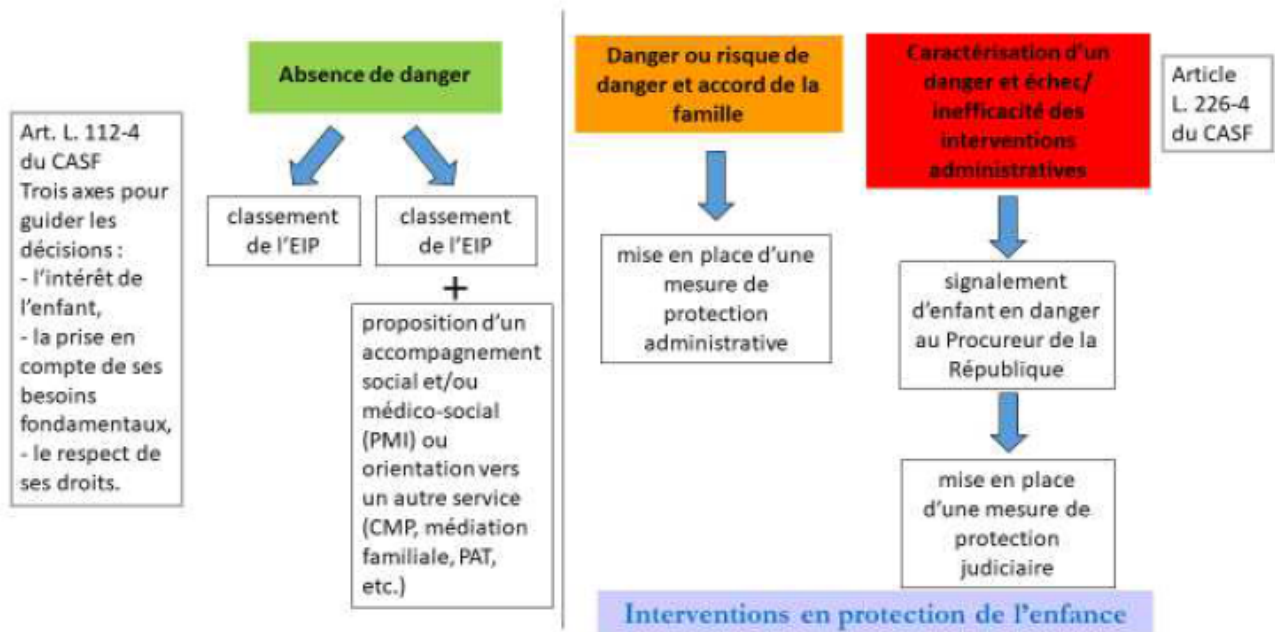 Art. L. 112-4
du CASF
Trois axes pour
guider les
décisions :
- l'intérêt de
l'enfant,
- la prise en
compte de ses
besoins
fondamentaux,
- le respect de
ses droits.
Absence de danger
classement
de l'EIP
classement
de l'EIP
+
proposition d'un
accompagnement
social et/ou
médico-social
(PMI) ou
orientation vers
un autre service
(CMP, médiation
familiale, PAT,
etc.)
Danger ou risque de
danger et accord de la
famille
mise en place d'une
mesure de
protection
administrative
Caractérisation d'un
danger et échec/
inefficacité des
interventions
administratives
signalement
d'enfant en danger
au Procureur de la
République
mise en place
d'une mesure de
protection
judiciaire
Article
L. 226-4
du CASF
Interventions en protection de l'enfance